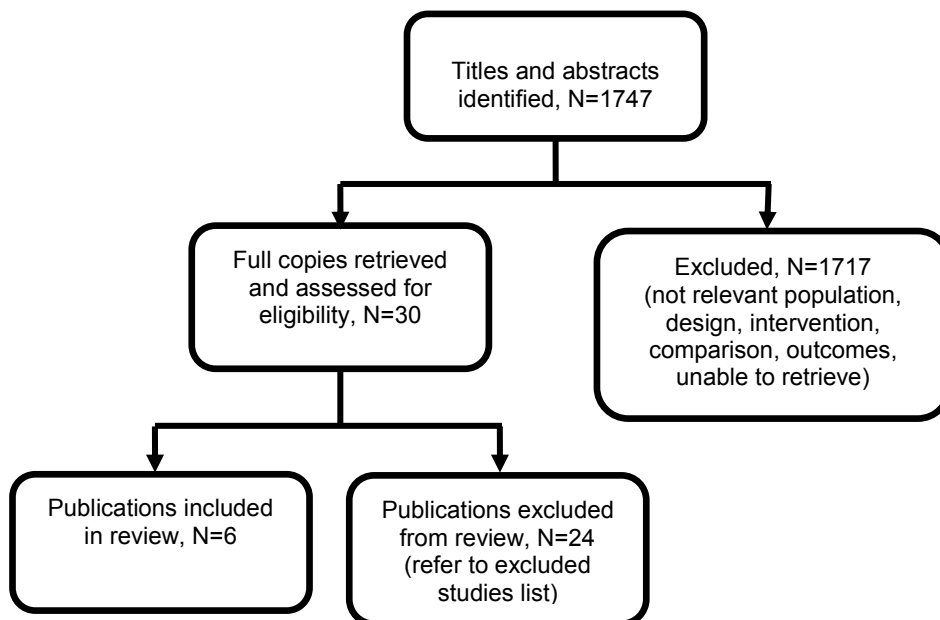 Titles and abstracts
identified, N=1747
Full copies retrieved
and assessed for
eligibility, N=30
Excluded, N=1717
(not relevant population,
design, intervention,
comparison, outcomes,
unable to retrieve)
Publications included
in review, N=6
Publications excluded
from review, N=24
(refer to excluded
studies list)